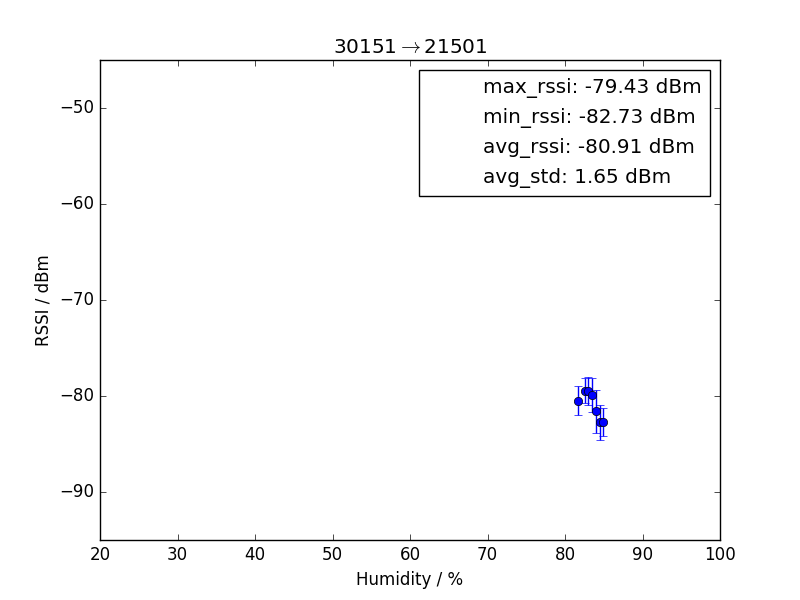 30151→21501
max_rssi: -79.43 dBm
min_rssi: -82.73 dBm
avg_rssi: -80.91 dBm
avg_std: 1.65 dBm
−50
−60
−70
−80
−90
RSSI / dBm
20 30 40 50 60 70 80 90 100
Humidity / %